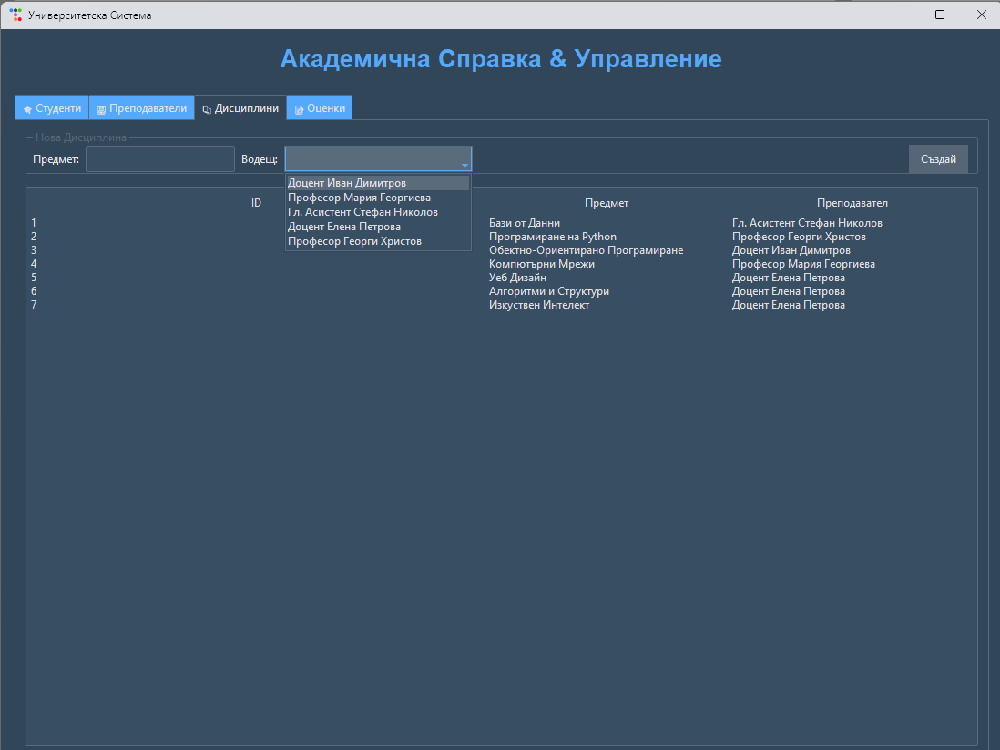 Университетска Система
Академична Справка & Управление
Студенти Преподаватели Дисциплини Оценки
Нова Дисциплина
Предмет: Водещ: Създай
Доцент Иван Димитров
Професор Мария Георгиева
Гл. Асистент Стефан Николов
Доцент Елена Петрова
Професор Георги Христов
ID Предмет Преподавател
1 Бази от Данни Гл. Асистент Стефан Николов
2 Програмиране на Python Професор Георги Христов
3 Обектно-Ориентирано Програмиране Доцент Иван Димитров
4 Компютърни Мрежи Професор Мария Георгиева
5 Уеб Дизайн Доцент Елена Петрова
6 Алгоритми и Структури Доцент Елена Петрова
7 Изкуствен Интелект Доцент Елена Петрова